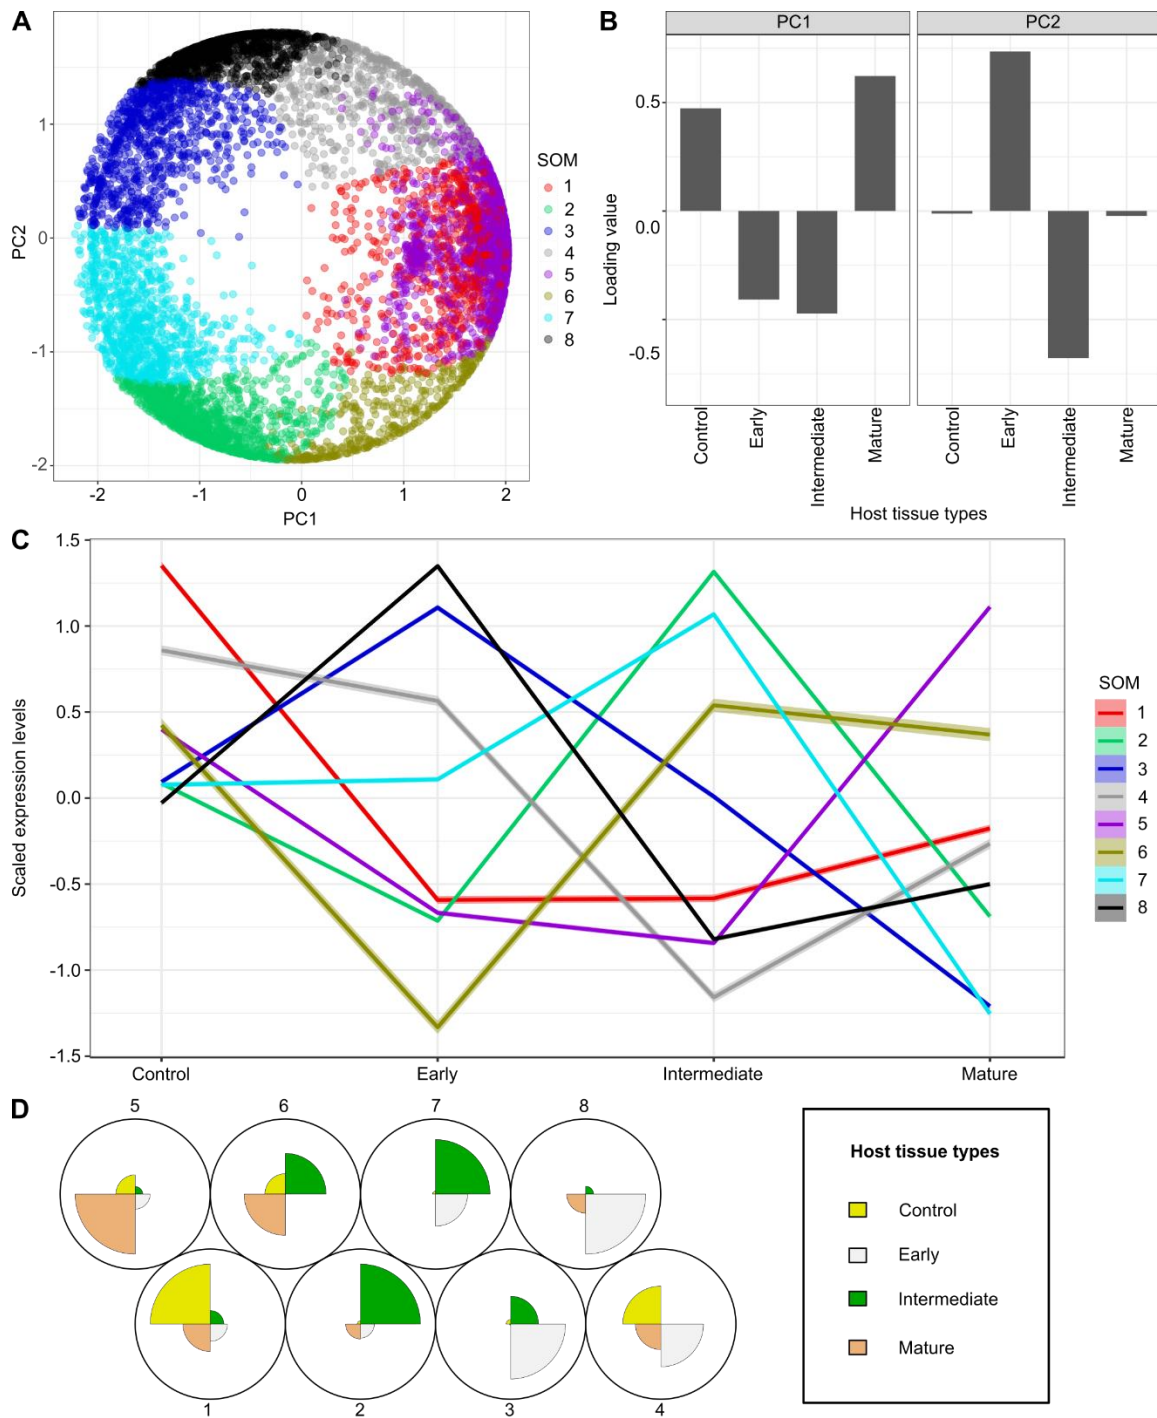 A
PC2
1
0
-1
-2
-2
-1
0
1
2
PC1
SOM
1
2
3
4
5
6
7
8
B
PC1
PC2
Loading value
0.5
0.0
-0.5
Control
Early
Intermediate
Mature
Control
Early
Intermediate
Mature
Host tissue types
C
Scaled expression levels
1.5
1.0
0.5
0.0
-0.5
-1.0
-1.5
Control
Early
Intermediate
Mature
SOM
1
2
3
4
5
6
7
8
D
5
6
7
8
1
2
3
4
Host tissue types
Control
Early
Intermediate
Mature